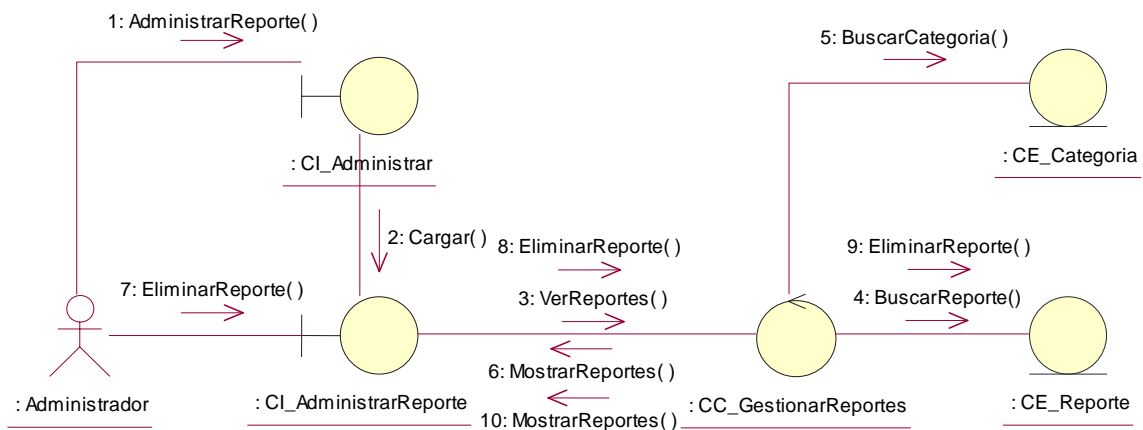 1: AdministrarReporte( )
5: BuscarCategoria( )
: CI_Administrar
: CE_Categoria
2: Cargar( )
8: EliminarReporte( )
9: EliminarReporte( )
7: EliminarReporte( )
3: VerReportes( )
4: BuscarReporte()
6: MostrarReportes( )
: Administrador
: CI_AdministrarReporte
10: MostrarReportes( )
: CC_GestionarReportes
: CE_Reporte